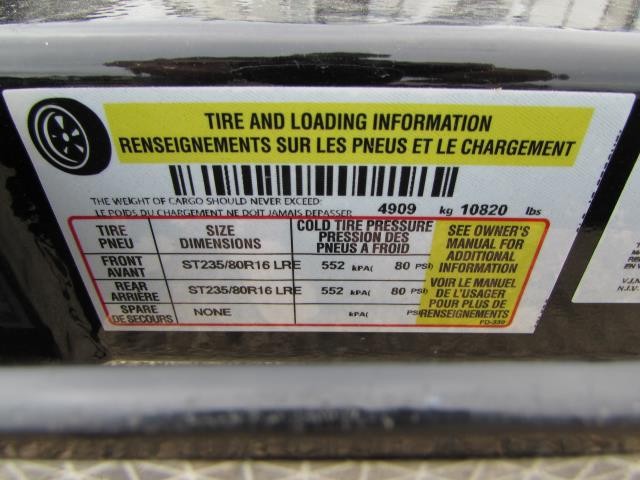 TIRE AND LOADING INFORMATION
RENSEIGNEMENTS SUR LES PNEUS ET LE CHARGEMENT
THE WEIGHT OF CARGO SHOULD NEVER EXCEED:
LE POIDS DU CHARGEMENT NE DOIT JAMAIS DEPASSER 4909 kg 10820 lbs
TIRE PNEU
SIZE DIMENSIONS
COLD TIRE PRESSURE
PRESSION DES
PNEUS A FROID
SEE OWNER'S
MANUAL FOR
ADDITIONAL
INFORMATION
VOIR LE MANUEL
DE L'USAGER
POUR PLUS DE
RENSEIGNEMENTS
FRONT AVANT ST235/80R16 LRE 552 kPA( 80 PSI
REAR ARRIÈRE ST235/80R16 LRE 552 kPA( 80 PSI
SPARE DE SECOURS NONE kPA( PSI
FD-330
V.I.N
N.I.V.